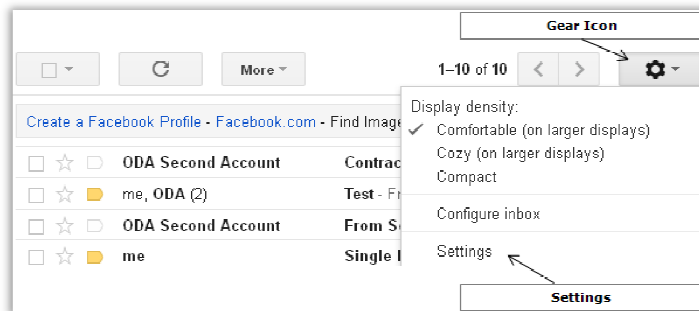 Gear Icon
More
1–10 of 10
Display density:
Create a Facebook Profile - Facebook.com - Find Image
Comfortable (on larger displays)
Cozy (on larger displays)
ODA Second Account Contrac
Compact
me, ODA (2) Test - Fr
Configure inbox
ODA Second Account From Se
Settings
me Single I
Settings